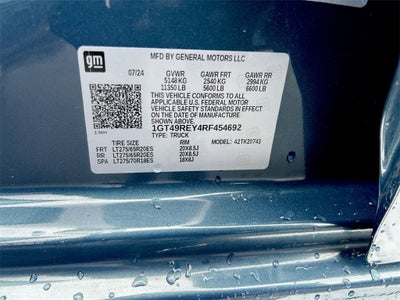 gm
MFD BY GENERAL MOTORS LLC
07/24 GVWR GAWR FRT GAWR RR
5148 KG 2540 KG 2994 KG
11350 LB 5600 LB 6600 LB
THIS VEHICLE CONFORMS TO ALL APPLICABLE
U.S. FEDERAL MOTOR VEHICLE SAFETY STANDARDS
IN EFFECT ON THE DATE OF
MANUFACTURE SHOWN ABOVE.
1GT49REY4RF454692
TYPE: TRUCK
TIRE SIZE RIM MODEL: 42TK20743
FRT LT275/65R20ES 20X8.5J
RR LT275/65R20ES 20X8.5J
SPA LT275/70R18ES 18X8J